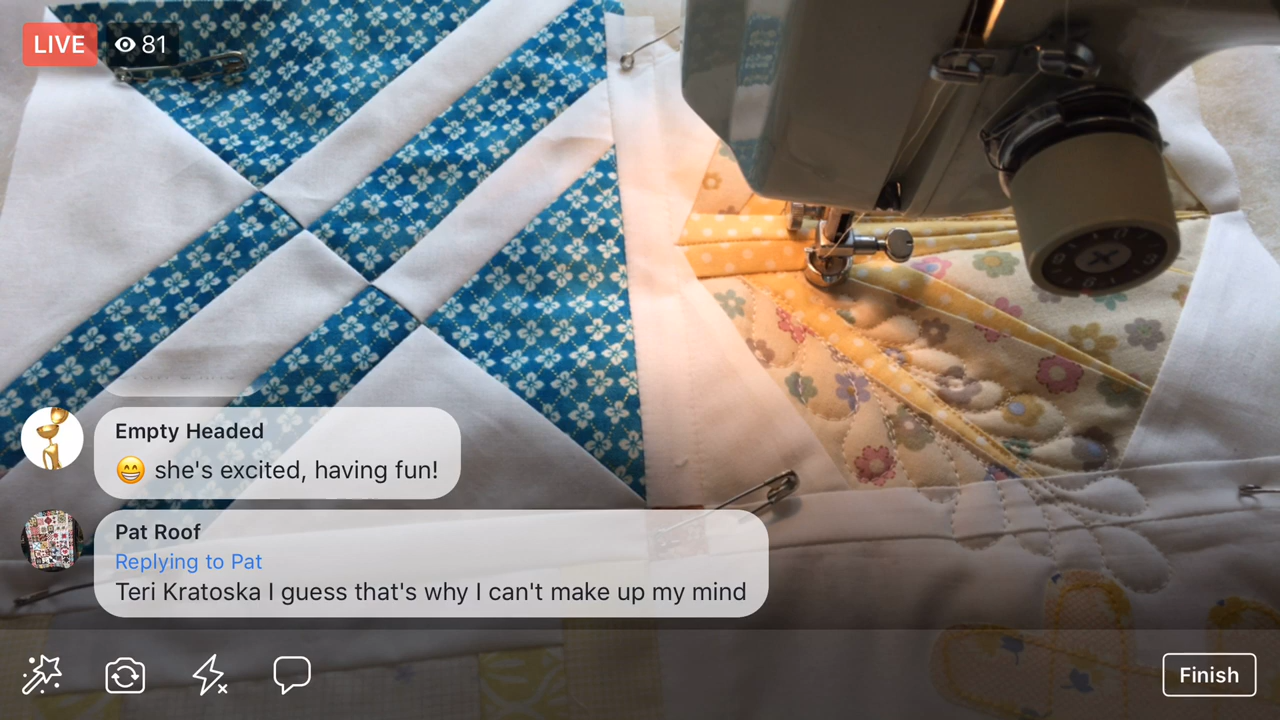 LIVE 81
Empty Headed
😁 she's excited, having fun!
Pat Roof
Replying to Pat
Teri Kratoska I guess that's why I can't make up my mind
Finish